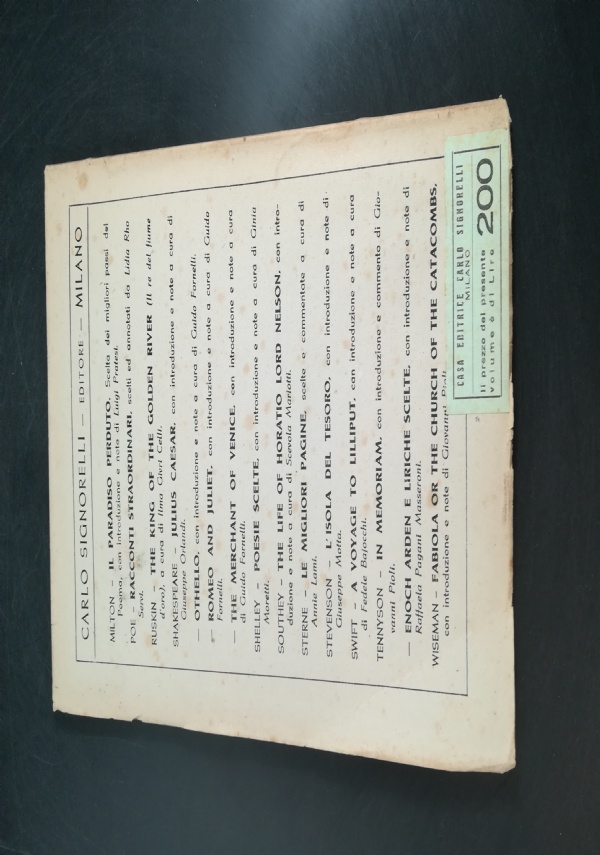 CARLO SIGNORELLI — EDITORE — MILANO
MILTON - IL PARADISO PERDUTO. Scelta dei migliori passi del
Poema, con introduzione e note di Luigi Pratesi.
POE - RACCONTI STRAORDINARI, scelti ed annotati da Lidia Rho
Servi.
RUSKIN - THE KING OF THE GOLDEN RIVER (Il re del fiume
d'oro), a cura di Ilma Givri Celli.
SHAKESPEARE - JULIUS CAESAR, con introduzione e note a cura di
Giuseppe Orlandi.
— OTHELLO, con introduzione e note a cura di Guido Fornelli.
— ROMEO AND JULIET, con introduzione e note a cura di Guido
Fornelli.
— THE MERCHANT OF VENICE, con introduzione e note a cura
di Guido Fornelli.
SHELLEY - POESIE SCELTE, con introduzione e note a cura di Ginia
Moretti.
SOUTHEY - THE LIFE OF HORATIO LORD NELSON, con intro-
duzione e note a cura di Scevola Mariotti.
STERNE - LE MIGLIORI PAGINE, scelte e commentate a cura di
Annie Lami.
STEVENSON - L'ISOLA DEL TESORO, con introduzione e note di
Giuseppe Motta.
SWIFT - A VOYAGE TO LILLIPUT, con introduzione e note a cura
di Fedele Bajocchi.
TENNYSON - IN MEMORIAM, con introduzione e commento di Gio-
vanni Pioli.
— ENOCH ARDEN E LIRICHE SCELTE, con introduzione e note di
Raffaella Pagani Masseroni.
WISEMAN - FABIOLA OR THE CHURCH OF THE CATACOMBS,
con introduzione e note di Giovanni Pioli.
CASA EDITRICE CARLO SIGNORELLI
MILANO
Il prezzo del presente
volume è di Lire 200